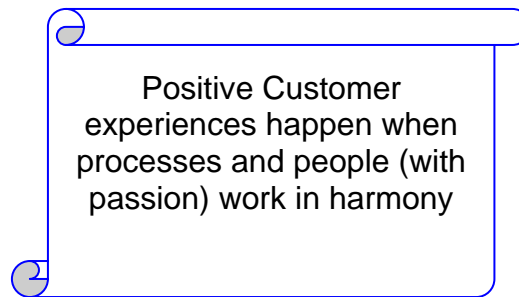 Positive Customer
experiences happen when
processes and people (with
passion) work in harmony